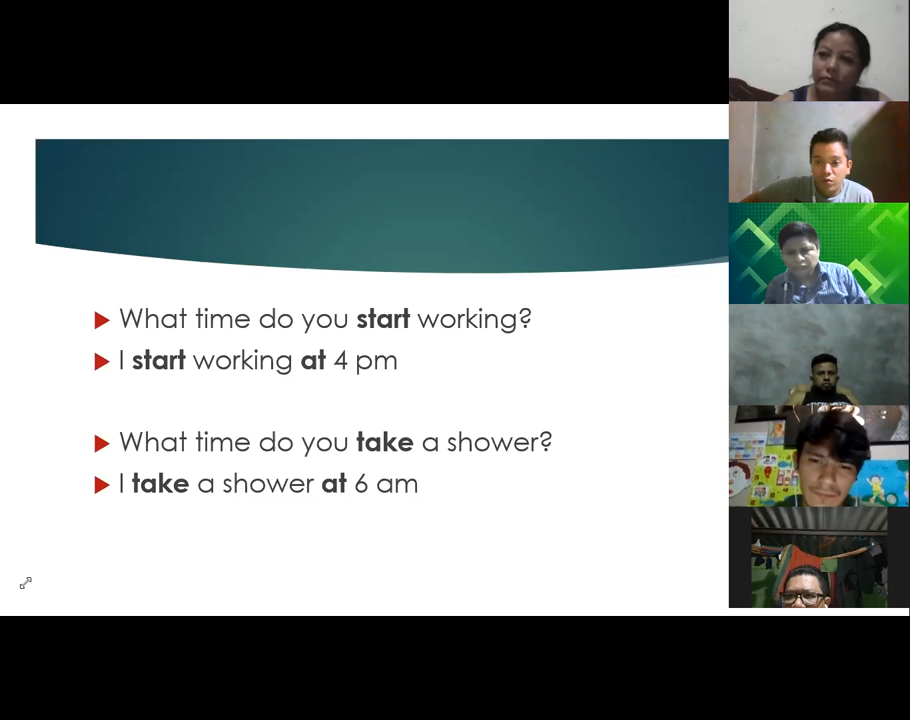 What time do you start working?
I start working at 4 pm
What time do you take a shower?
I take a shower at 6 am